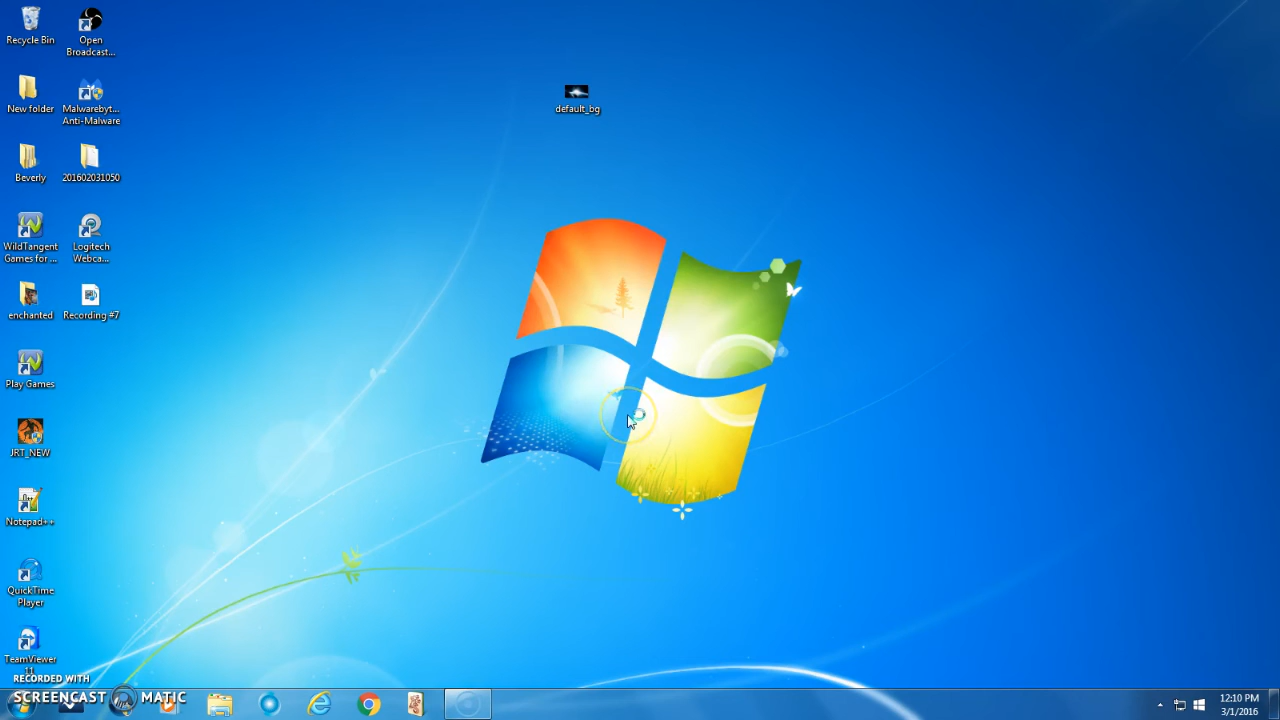 Recycle Bin
Open
Broadcast...
default_bg
New folder
Malwarebyt...
Anti-Malware
Beverly
201602031050
WildTangent
Games for ...
Logitech
Webca...
enchanted
Recording #7
Play Games
JRT_NEW
Notepad++
QuickTime
Player
TeamViewer
11
RECORDED WITH
SCREENCAST MATIC
12:10 PM
3/1/2016